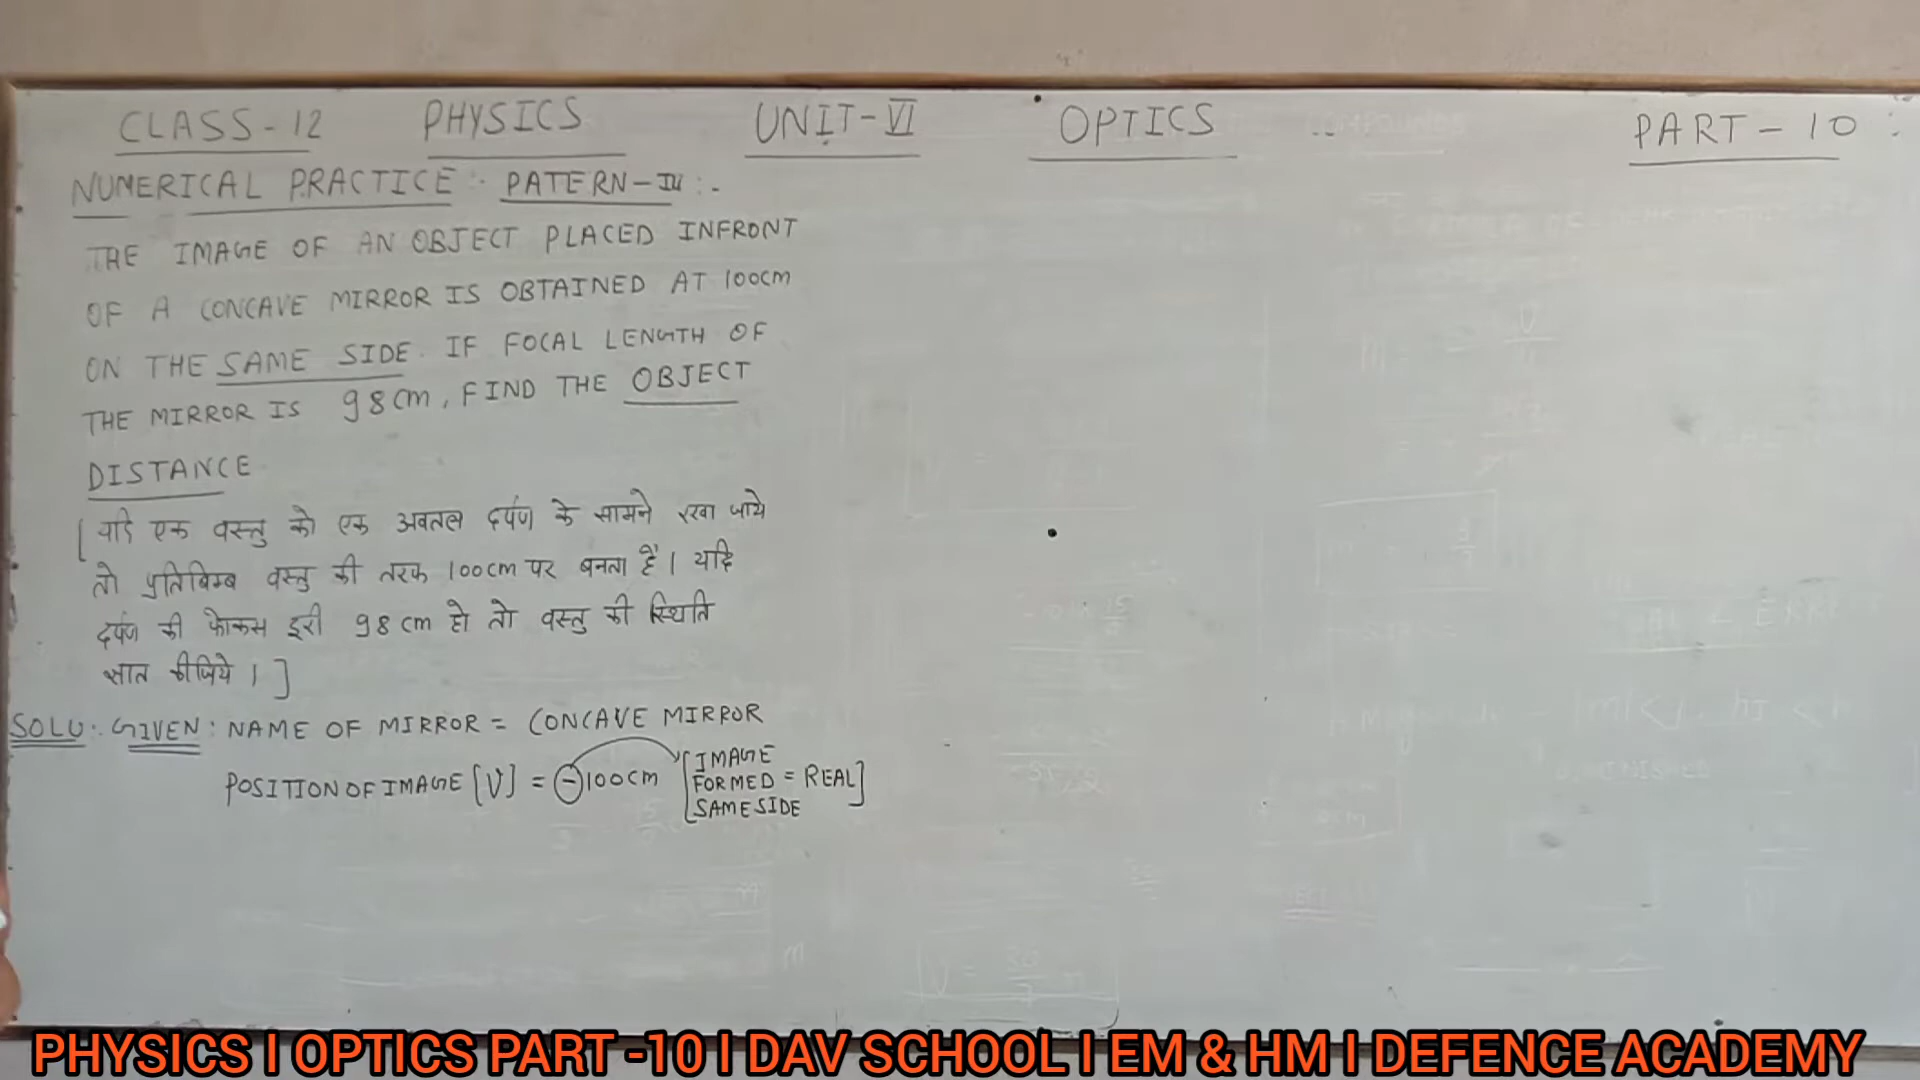 CLASS-12 PHYSICS UNIT-VI OPTICS PART-10
NUMERICAL PRACTICE:- PATERN-III:-
THE IMAGE OF AN OBJECT PLACED INFRONT
OF A CONCAVE MIRROR IS OBTAINED AT 100cm
ON THE SAME SIDE. IF FOCAL LENGTH OF
THE MIRROR IS 98cm, FIND THE OBJECT
DISTANCE
[यदि एक वस्तु को एक अवतल दर्पण के सामने रखा जाये
तो प्रतिबिम्ब वस्तु की तरफ 100cm पर बनता है। यदि
दर्पण की फोकस दूरी 98cm हो तो वस्तु की स्थिति
ज्ञात कीजिये।]
SOLU:- GIVEN: NAME OF MIRROR = CONCAVE MIRROR
POSITION OF IMAGE [V] = -100cm [IMAGE FORMED = REAL SAME SIDE]
PHYSICS I OPTICS PART -10 I DAV SCHOOL I EM & HM I DEFENCE ACADEMY